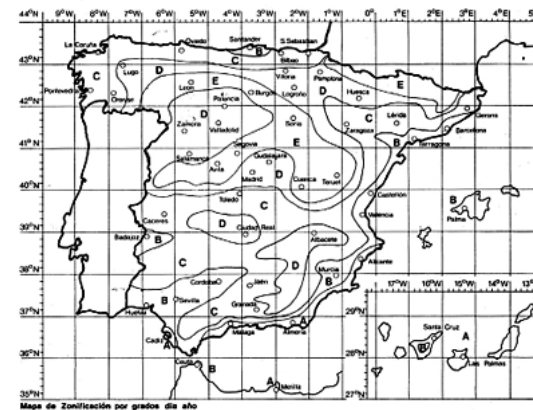 44°N 9°W 8°W 7°W 6°W 5°W 4°W 3°W 2°W 1°W 0° 1°E 2°E 3°E 4°E
43°N
42°N
41°N
40°N
39°N
38°N
37°N
36°N
35°N
La Coruña
Oviedo
Santander
S.Sebastian
Bilbao
Lugo
Vitoria
Pamplona
Pontevedra
Orense
Leon
Burgos
Logroño
Huesca
Palencia
Gerona
Zamora
Valladolid
Soria
Zaragoza
Lérida
Barcelona
Tarragona
Salamanca
Segovia
Avila
Guadalajara
Madrid
Cuenca
Teruel
Toledo
Castellón
Palma
Caceres
Valencia
Badajoz
Ciudad Real
Albacete
Alicante
Murcia
Cordoba
Jaén
Huelva
Sevilla
Granada
Cadiz
Malaga
Almeria
Ceuta
Melilla
A
B
C
D
E
17°W 16°W 15°W 14°W
29°N
28°N
27°N
Santa Cruz
Las Palmas
Mapa de Zonificación por grados día año